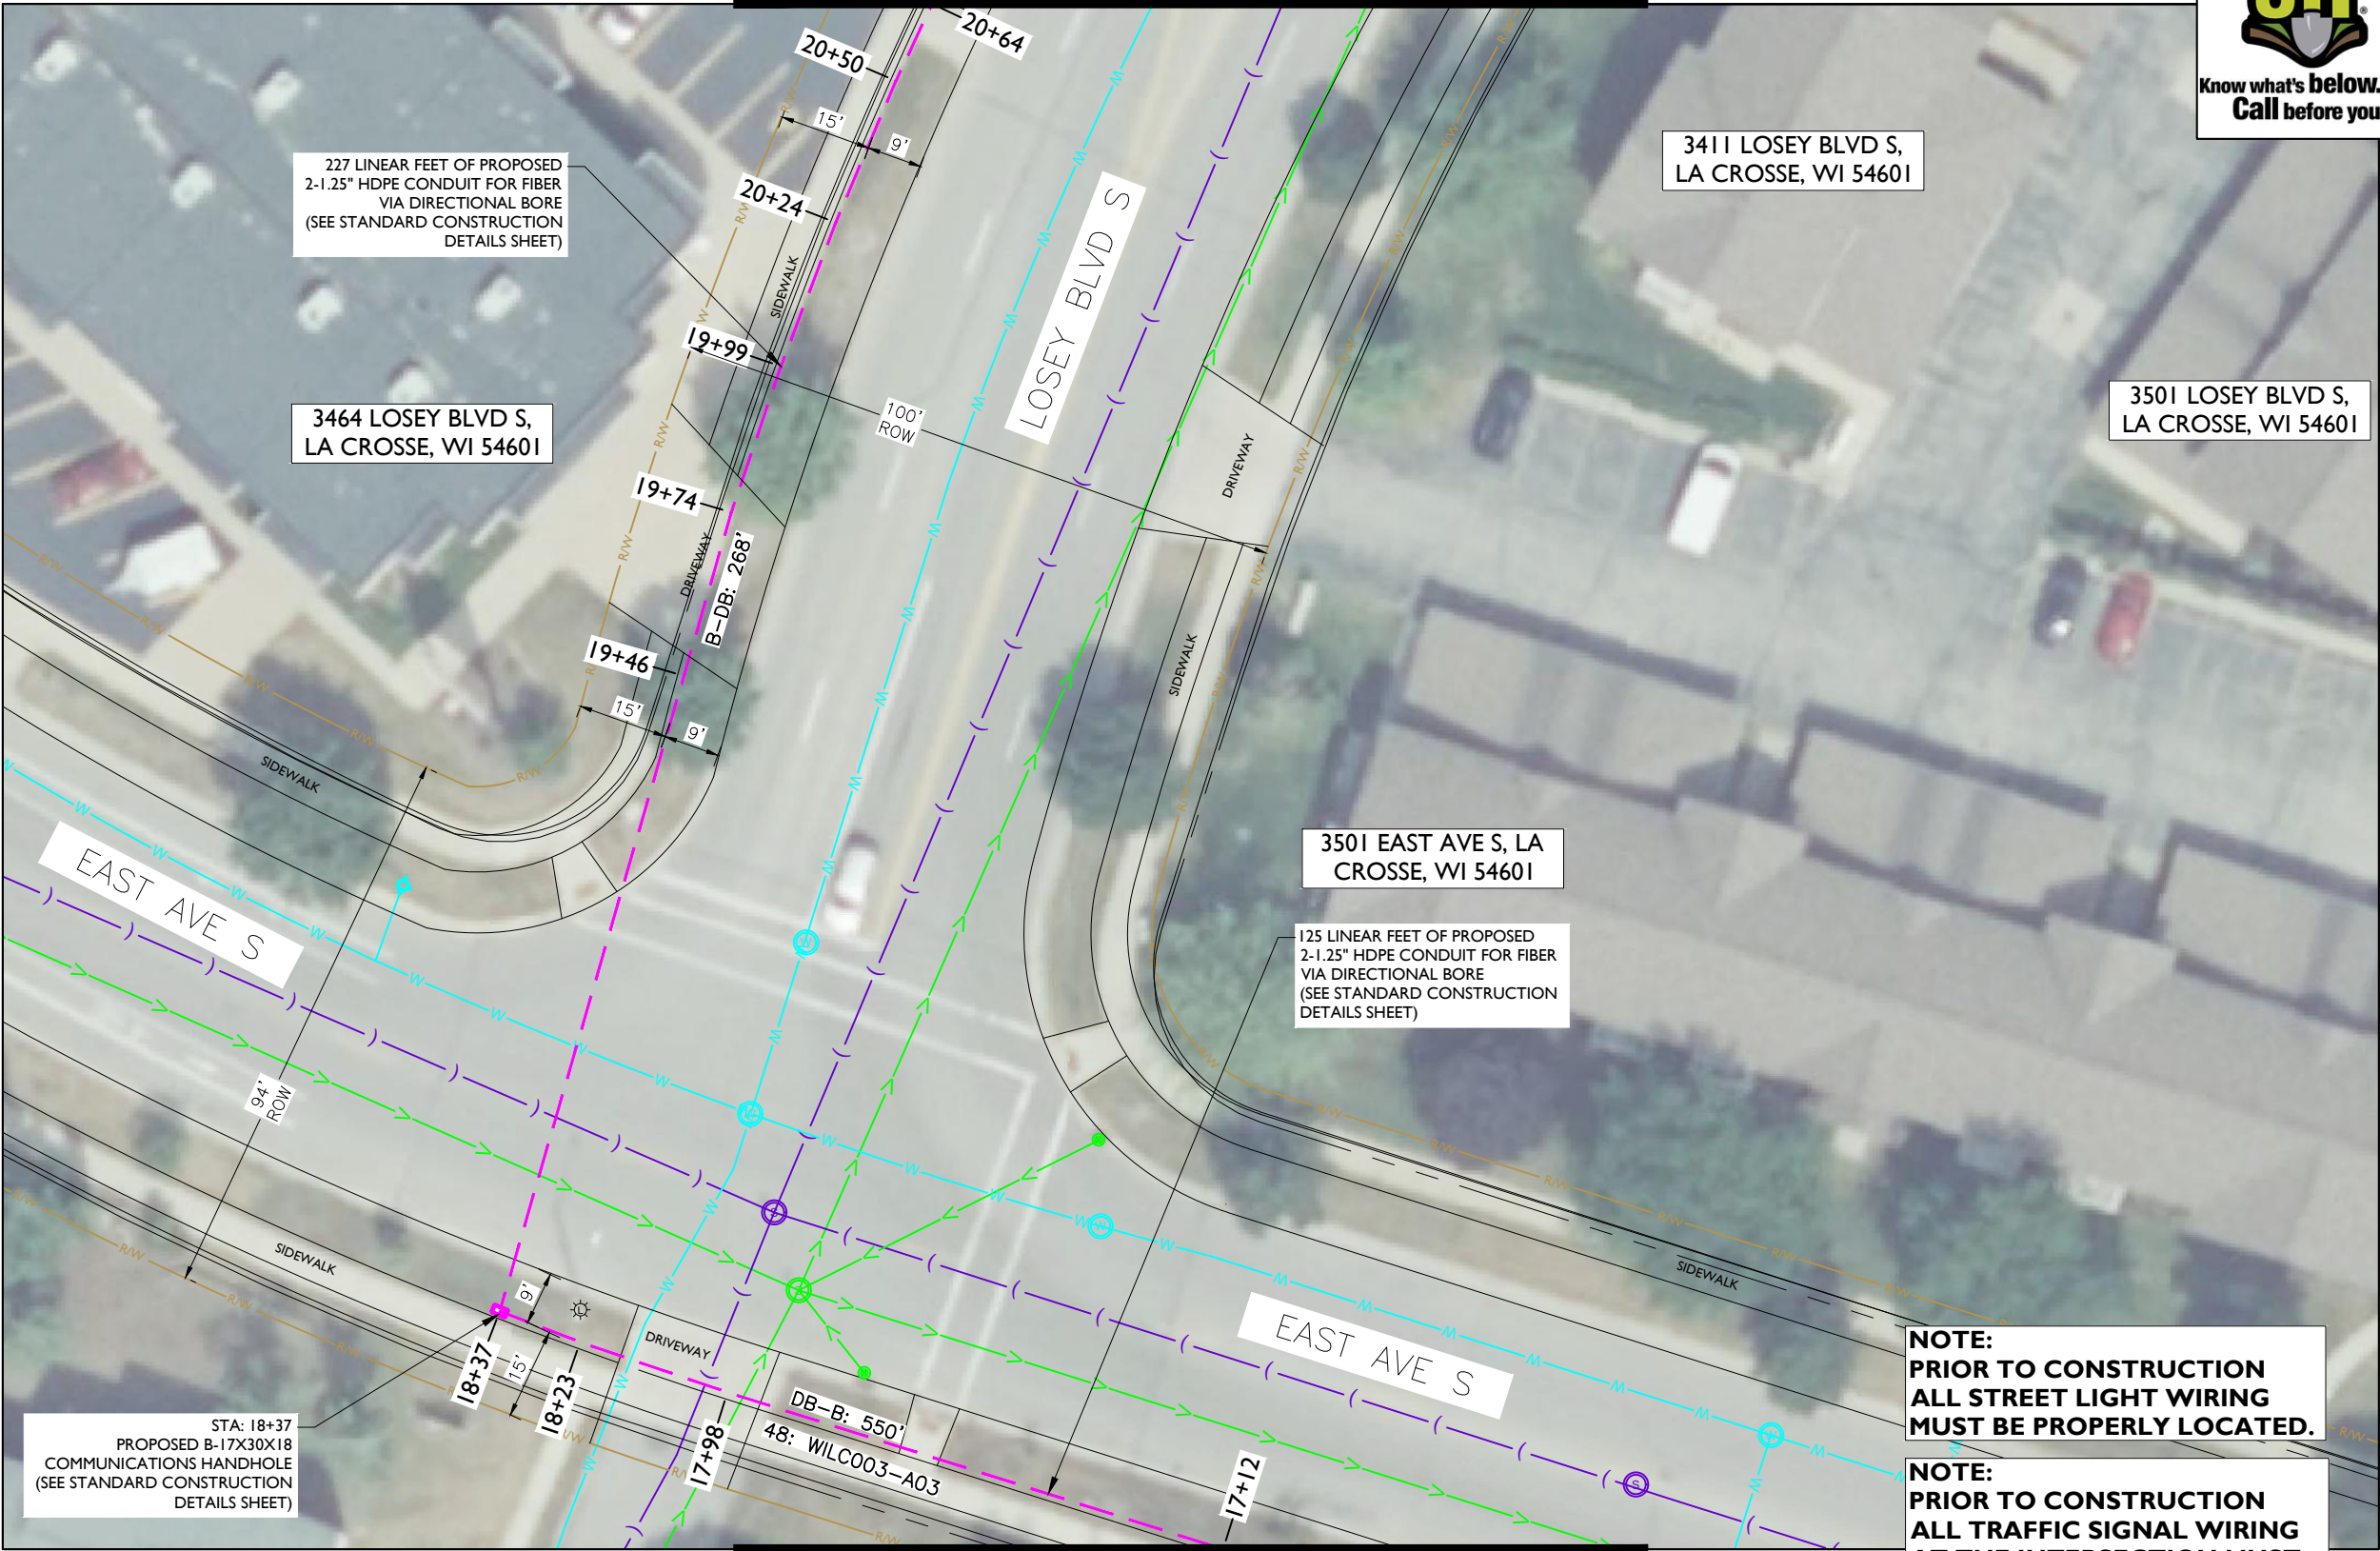 Know what's below.
Call before you
20+64
20+50
15'
9'
227 LINEAR FEET OF PROPOSED
2-1.25" HDPE CONDUIT FOR FIBER
VIA DIRECTIONAL BORE
(SEE STANDARD CONSTRUCTION
DETAILS SHEET)
20+24
SIDEWALK
LOSEY BLVD S
3411 LOSEY BLVD S,
LA CROSSE, WI 54601
19+99
100'
ROW
3464 LOSEY BLVD S,
LA CROSSE, WI 54601
3501 LOSEY BLVD S,
LA CROSSE, WI 54601
DRIVEWAY
19+74
DRIVEWAY
B-DB: 268'
19+46
15'
9'
SIDEWALK
SIDEWALK
EAST AVE S
3501 EAST AVE S, LA
CROSSE, WI 54601
125 LINEAR FEET OF PROPOSED
2-1.25" HDPE CONDUIT FOR FIBER
VIA DIRECTIONAL BORE
(SEE STANDARD CONSTRUCTION
DETAILS SHEET)
94'
ROW
SIDEWALK
9'
15'
18+37
18+23
DRIVEWAY
17+98
DB-B: 550'
48: WILC003-A03
17+12
EAST AVE S
SIDEWALK
STA: 18+37
PROPOSED B-17X30X18
COMMUNICATIONS HANDHOLE
(SEE STANDARD CONSTRUCTION
DETAILS SHEET)
NOTE:
PRIOR TO CONSTRUCTION
ALL STREET LIGHT WIRING
MUST BE PROPERLY LOCATED.
NOTE:
PRIOR TO CONSTRUCTION
ALL TRAFFIC SIGNAL WIRING
AT THE INTERSECTION MUST